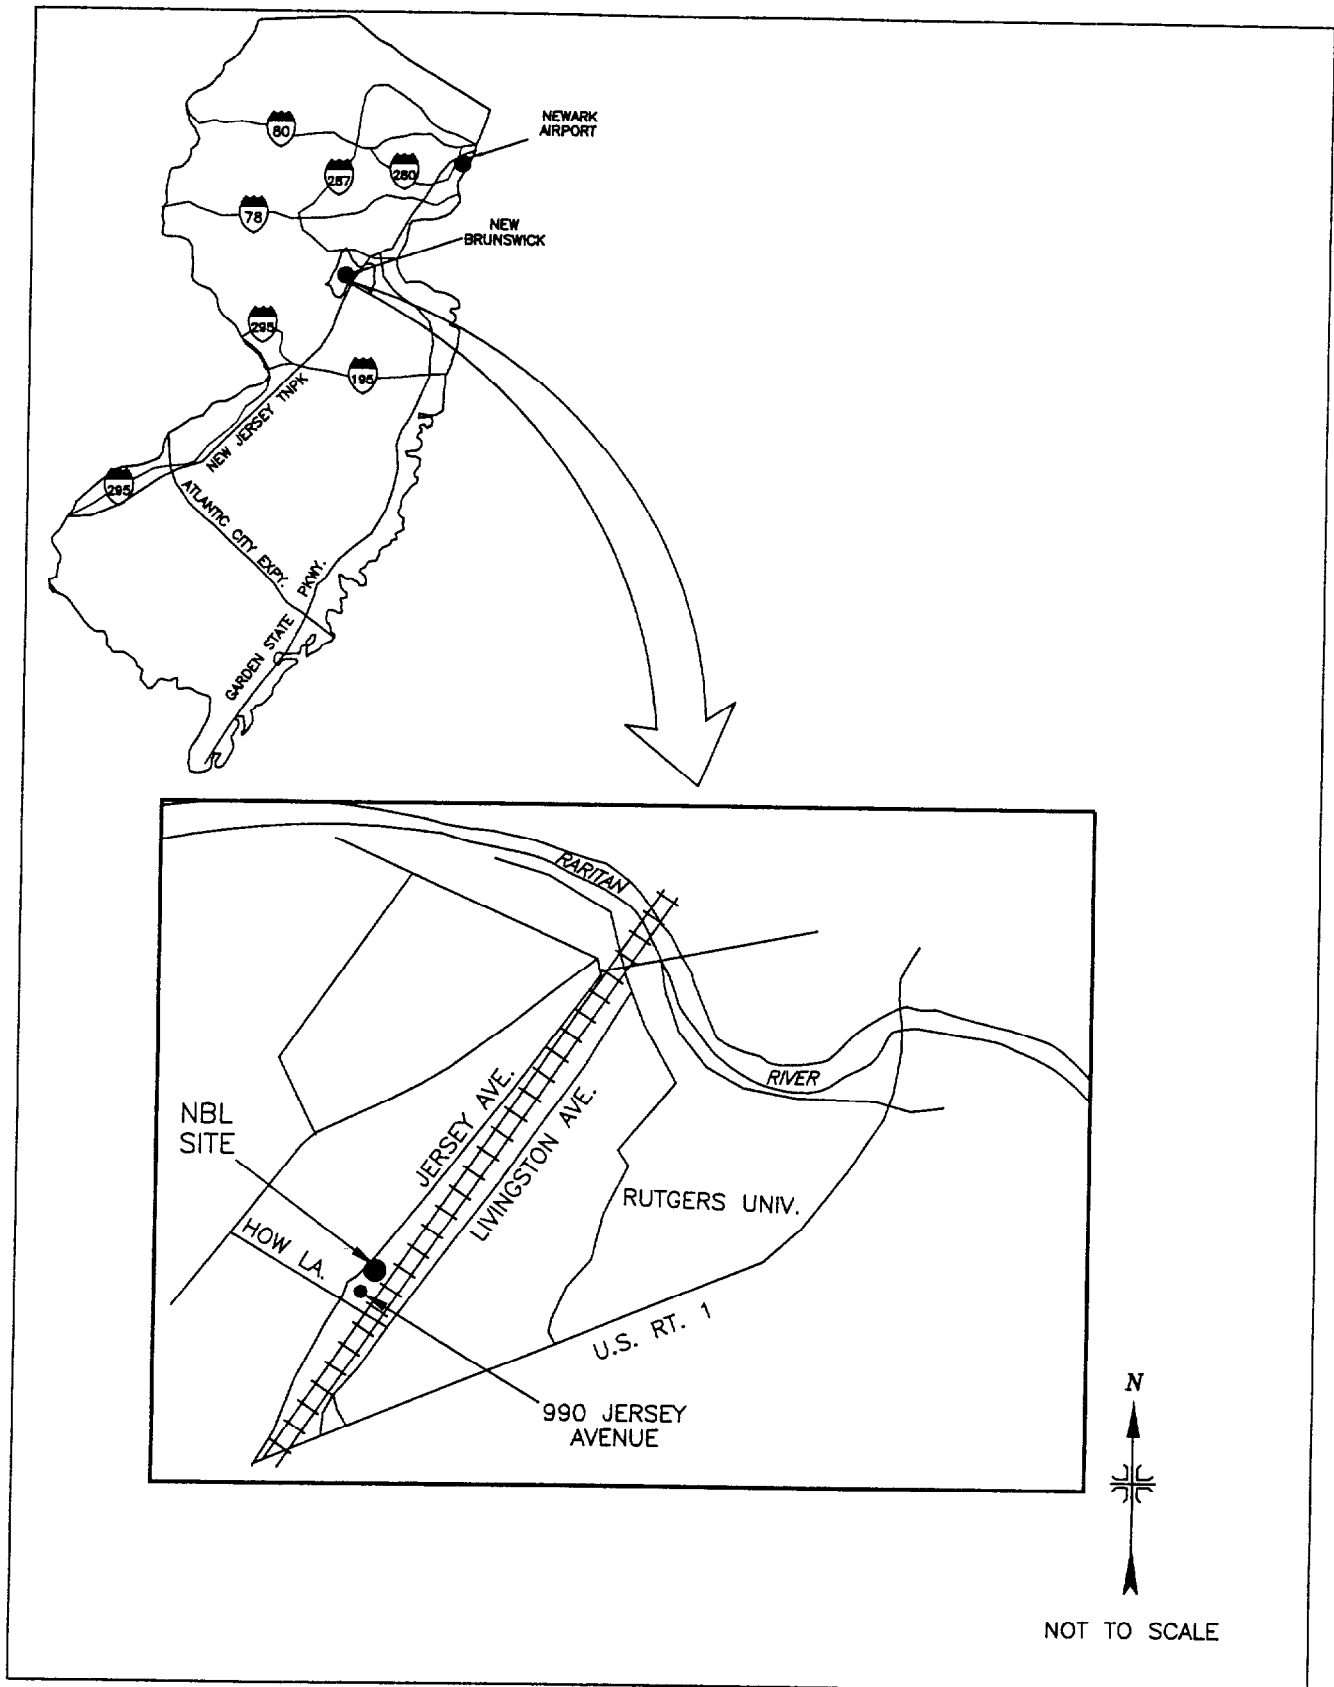 NEWARK
AIRPORT
80
287
280
78
NEW
BRUNSWICK
295
195
NEW JERSEY TNPK
295
ATLANTIC CITY EXPY.
GARDEN STATE PKWY.
RARITAN
RIVER
JERSEY AVE.
LIVINGSTON AVE.
NBL
SITE
RUTGERS UNIV.
HOW LA.
U.S. RT. 1
990 JERSEY
AVENUE
N
NOT TO SCALE